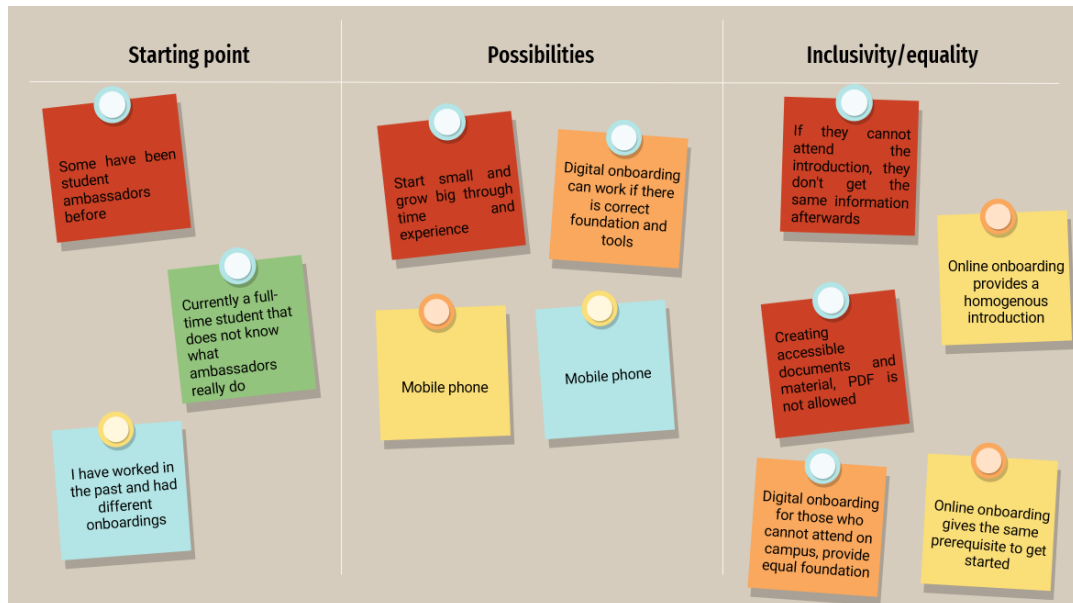 Starting point
Some have been
student
ambassadors
before
Currently a full-
time student that
does not know
what
ambassadors
really do
I have worked in
the past and had
different
onboardings
Possibilities
Start small and
grow big through
time and
experience
Digital onboarding
can work if there
is correct
foundation and
tools
Mobile phone
Mobile phone
Inclusivity/equality
If they cannot
attend the
introduction, they
don't get the
same information
afterwards
Online onboarding
provides a
homogenous
introduction
Creating
accessible
documents and
material, PDF is
not allowed
Digital onboarding
for those who
cannot attend on
campus, provide
equal foundation
Online onboarding
gives the same
prerequisite to get
started